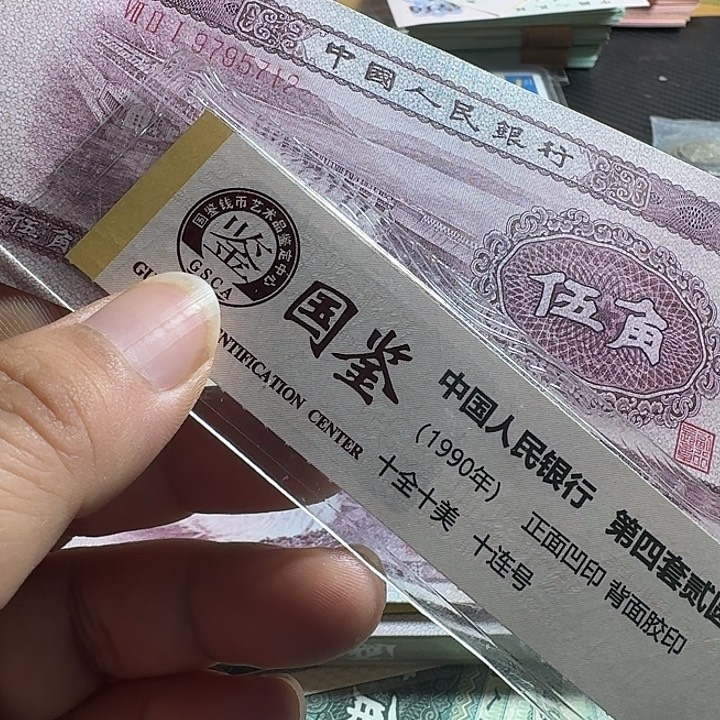 中國人民銀行
伍角
国鉴钱币艺术品鉴定中心
鉴
GSCA
国鉴
NTIFICATION CENTER
中国人民银行 第四套贰
(1990年) 正面凹印 背面胶印
十全十美 十连号
伍角